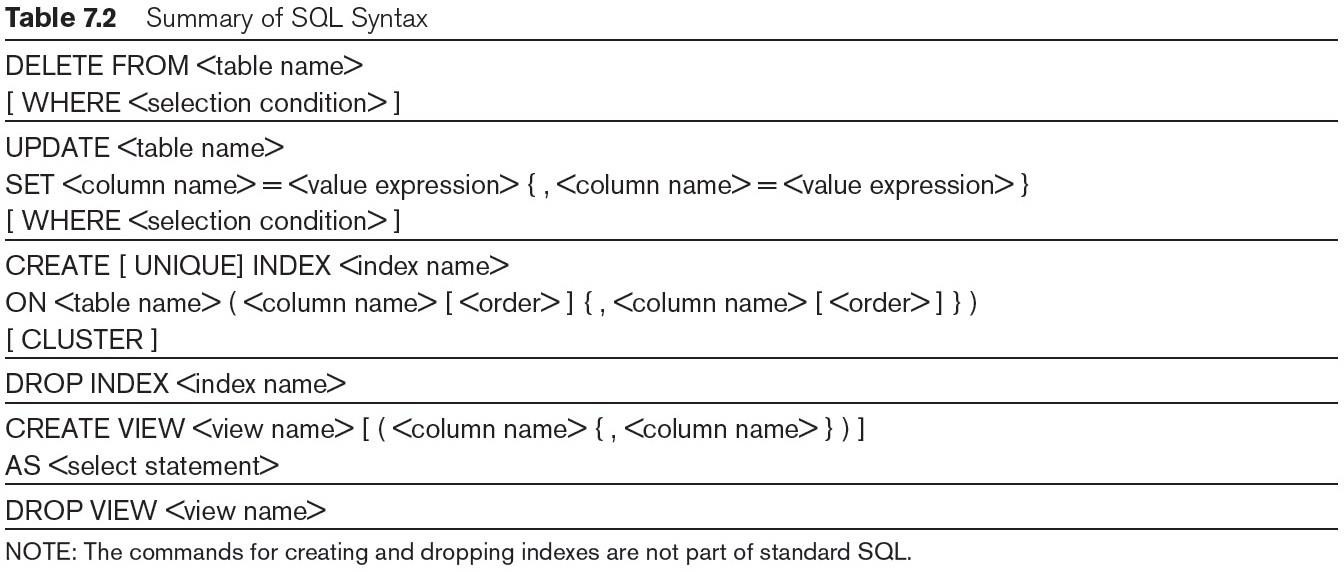 Table 7.2 Summary of SQL Syntax
DELETE FROM <table name>
[ WHERE <selection condition> ]
UPDATE <table name>
SET <column name> = <value expression> { , <column name> = <value expression> }
[ WHERE <selection condition> ]
CREATE [ UNIQUE] INDEX <index name>
ON <table name> ( <column name> [ <order> ] { , <column name> [ <order> ] } )
[ CLUSTER ]
DROP INDEX <index name>
CREATE VIEW <view name> [ ( <column name> { , <column name> } ) ]
AS <select statement>
DROP VIEW <view name>
NOTE: The commands for creating and dropping indexes are not part of standard SQL.